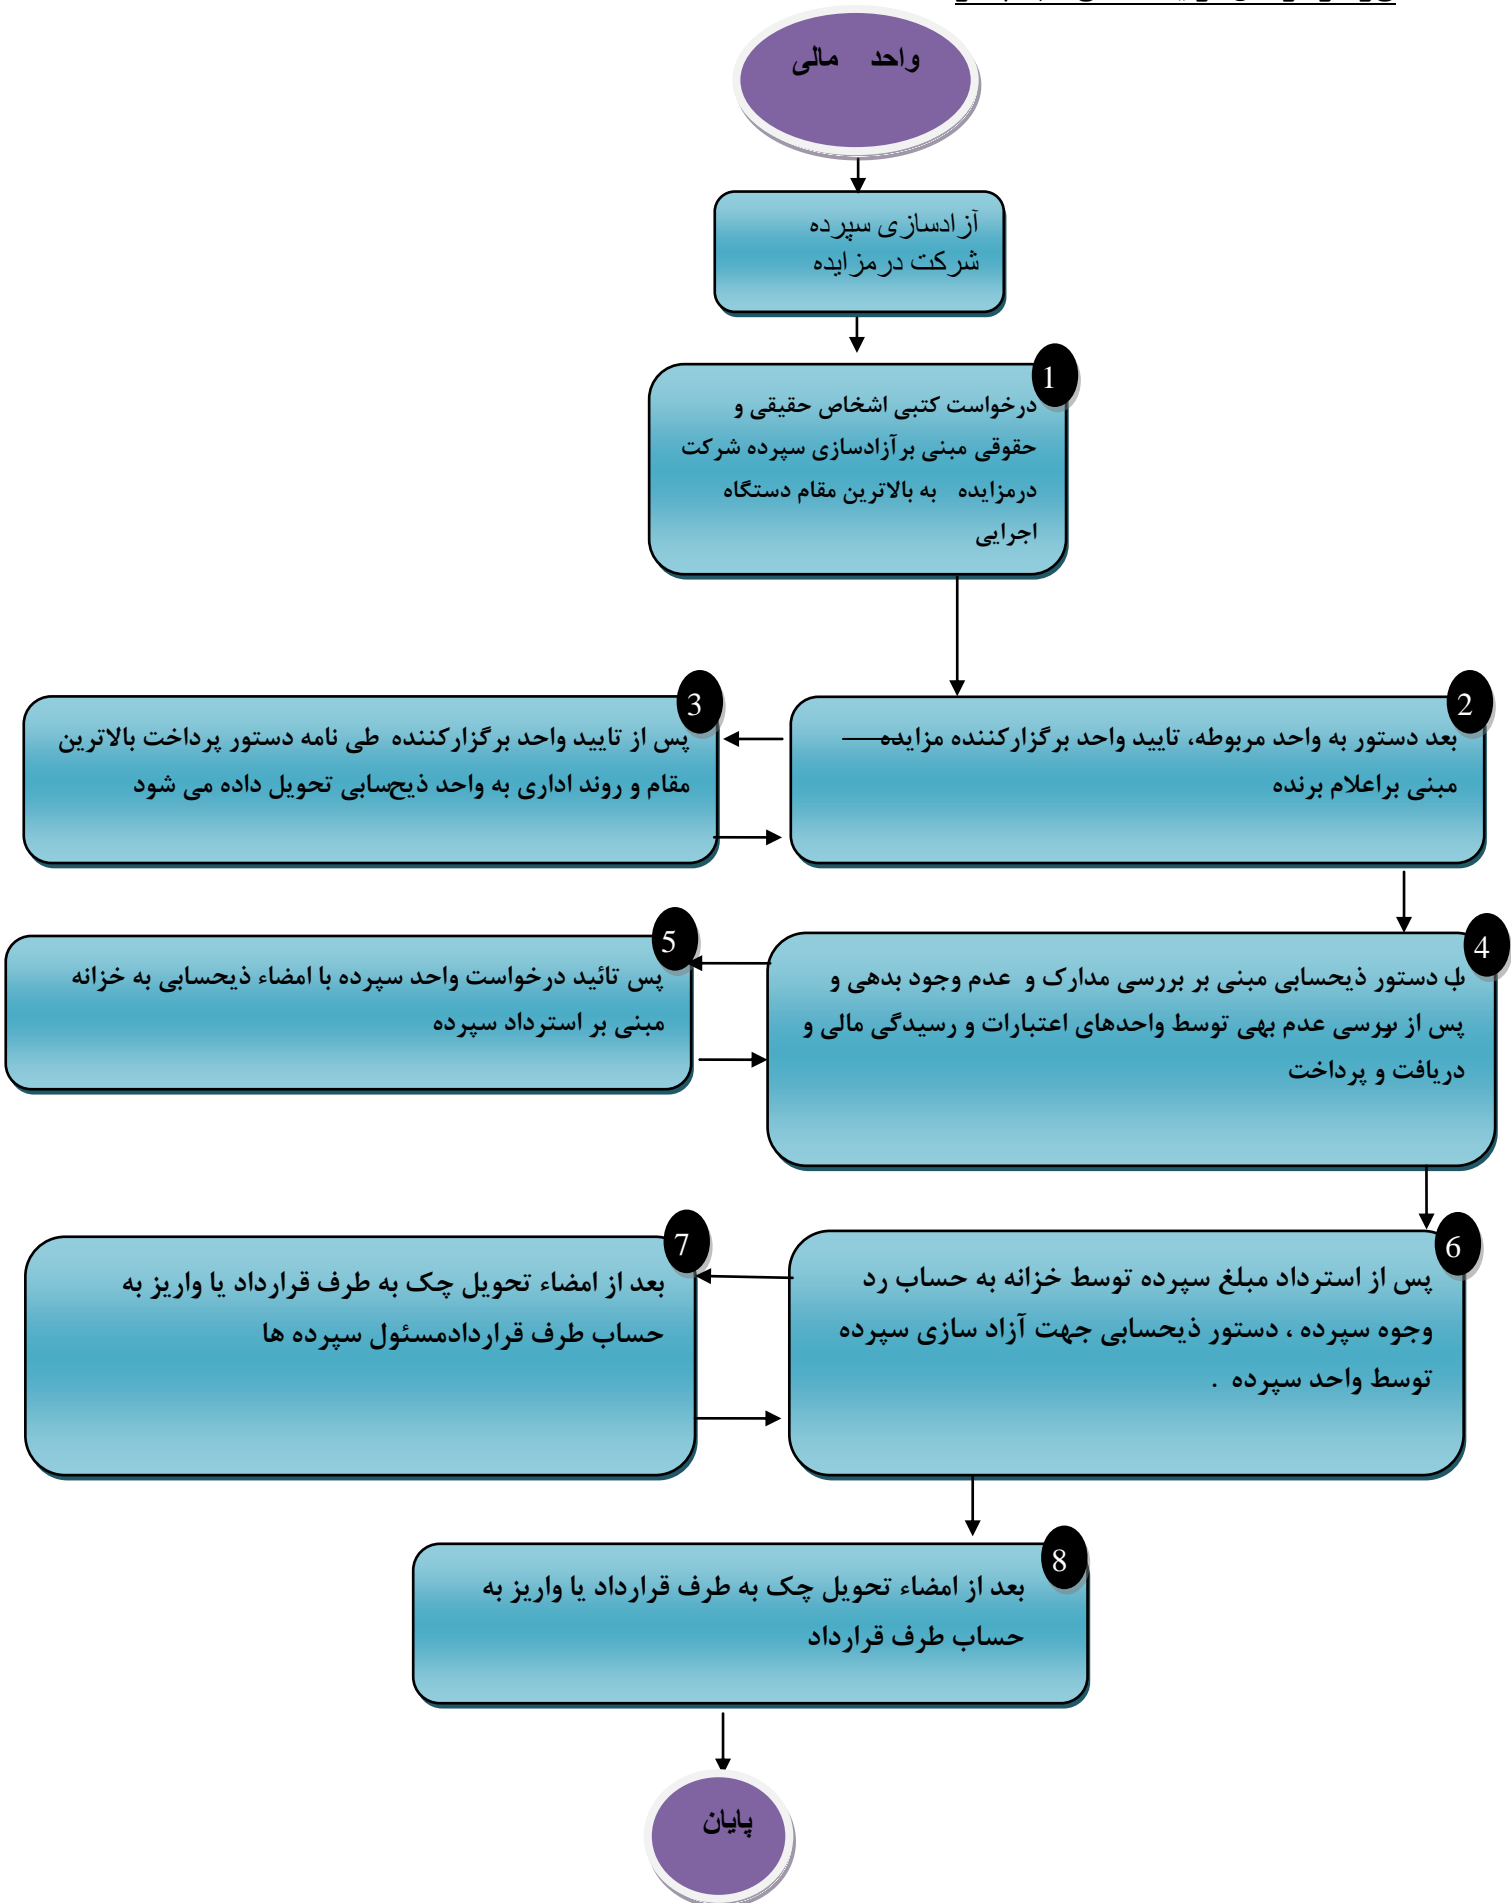 واحد مالی
آزادسازی سپرده
شرکت درمزایده
1
درخواست کتبی اشخاص حقیقی و
حقوقی مبنی برآزادسازی سپرده شرکت
درمزایده به بالاترین مقام دستگاه
اجرایی
2
بعد دستور به واحد مربوطه، تایید واحد برگزارکننده مزایده
مبنی براعلام برنده
3
پس از تایید واحد برگزارکننده طی نامه دستور پرداخت بالاترین
مقام و روند اداری به واحد ذیحسابی تحویل داده می شود
4
با دستور ذیحسابی مبنی بر بررسی مدارک و عدم وجود بدهی و
پس از بررسی عدم بهی توسط واحدهای اعتبارات و رسیدگی مالی و
دریافت و پرداخت
5
پس تائید درخواست واحد سپرده با امضاء ذیحسابی به خزانه
مبنی بر استرداد سپرده
6
پس از استرداد مبلغ سپرده توسط خزانه به حساب رد
وجوه سپرده ، دستور ذیحسابی جهت آزاد سازی سپرده
توسط واحد سپرده .
7
بعد از امضاء تحویل چک به طرف قرارداد یا واریز به
حساب طرف قراردادمسئول سپرده ها
8
بعد از امضاء تحویل چک به طرف قرارداد یا واریز به
حساب طرف قرارداد
پایان